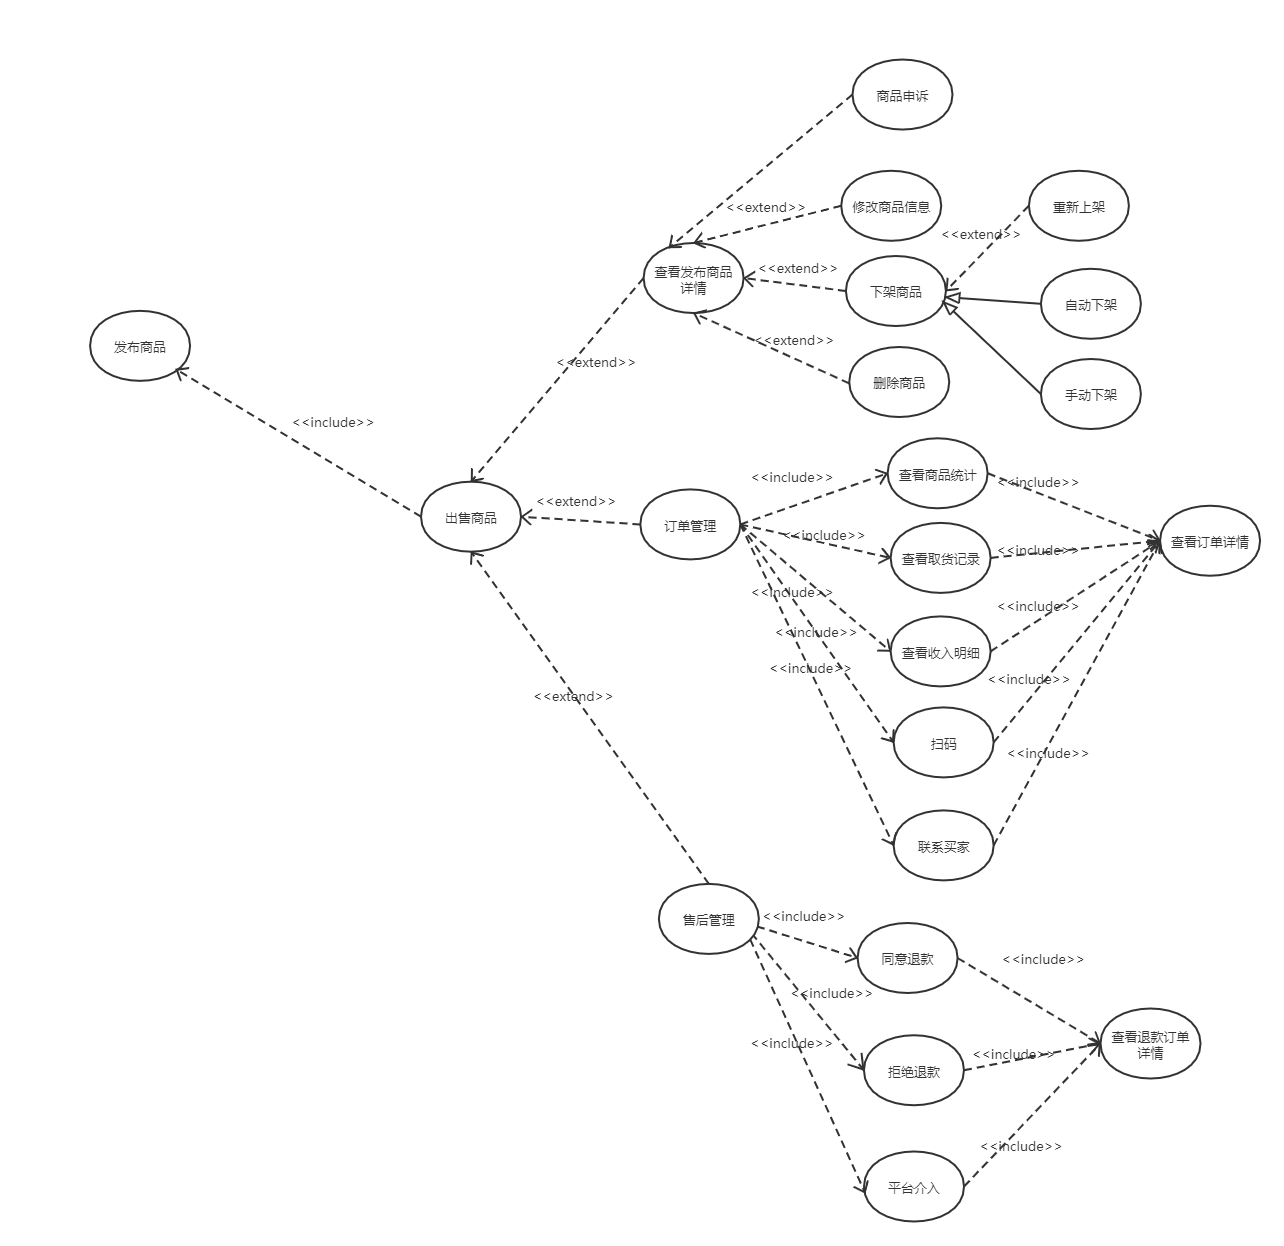 商品申诉
修改商品信息
重新上架
<<extend>>
<<extend>>
查看发布商品
详情
<<extend>>
下架商品
自动下架
发布商品
<<extend>>
<<extend>>
删除商品
手动下架
<<include>>
<<include>>
查看商品统计
<<include>>
出售商品
<<extend>>
订单管理
<<include>>
查看取货记录
<<include>>
查看订单详情
<<include>>
<<include>>
<<include>>
查看收入明细
<<include>>
<<include>>
<<extend>>
扫码
<<include>>
联系买家
售后管理
<<include>>
同意退款
<<include>>
<<include>>
<<include>>
拒绝退款
<<include>>
查看退款订单
详情
<<include>>
平台介入